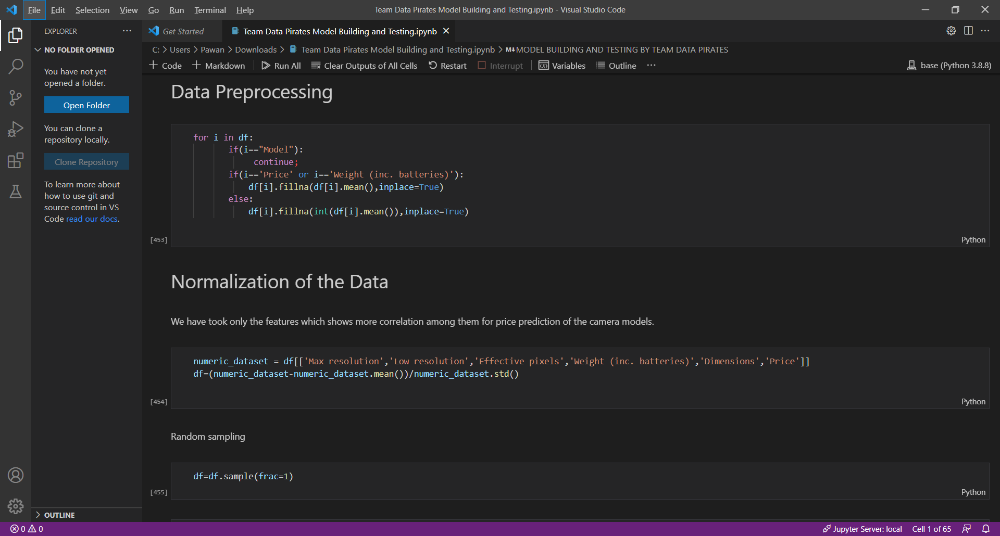 File Edit Selection View Go Run Terminal Help
Team Data Pirates Model Building and Testing.ipynb - Visual Studio Code
EXPLORER
Get Started
Team Data Pirates Model Building and Testing.ipynb
NO FOLDER OPENED
C: > Users > Pawan > Downloads > Team Data Pirates Model Building and Testing.ipynb > M↓MODEL BUILDING AND TESTING BY TEAM DATA PIRATES
+ Code + Markdown Run All Clear Outputs of All Cells Restart Interrupt Variables Outline ...
base (Python 3.8.8)
You have not yet
opened a folder.
Open Folder
You can clone a
repository locally.
Clone Repository
To learn more about
how to use git and
source control in VS
Code read our docs.
Data Preprocessing
for i in df:
if(i=="Model"):
continue;
if(i=='Price' or i=='Weight (inc. batteries)'):
df[i].fillna(df[i].mean(),inplace=True)
else:
df[i].fillna(int(df[i].mean()),inplace=True)
[453]
Python
Normalization of the Data
We have took only the features which shows more correlation among them for price prediction of the camera models.
numeric_dataset = df[['Max resolution','Low resolution','Effective pixels','Weight (inc. batteries)','Dimensions','Price']]
df=(numeric_dataset-numeric_dataset.mean())/numeric_dataset.std()
[454]
Python
Random sampling
df=df.sample(frac=1)
[455]
Python
OUTLINE
0 0
Jupyter Server: local
Cell 1 of 65